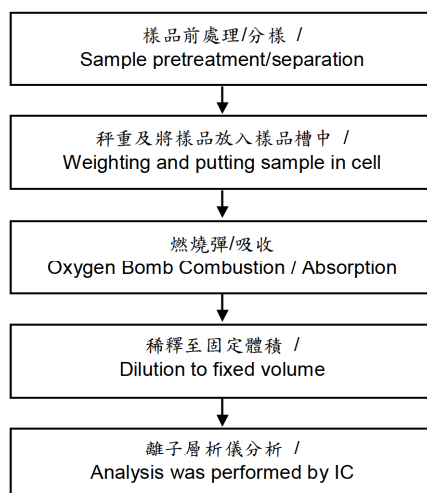 樣品前處理/分樣 /
Sample pretreatment/separation
秤重及將樣品放入樣品槽中 /
Weighting and putting sample in cell
燃燒彈/吸收
Oxygen Bomb Combustion / Absorption
稀釋至固定體積 /
Dilution to fixed volume
離子層析儀分析 /
Analysis was performed by IC